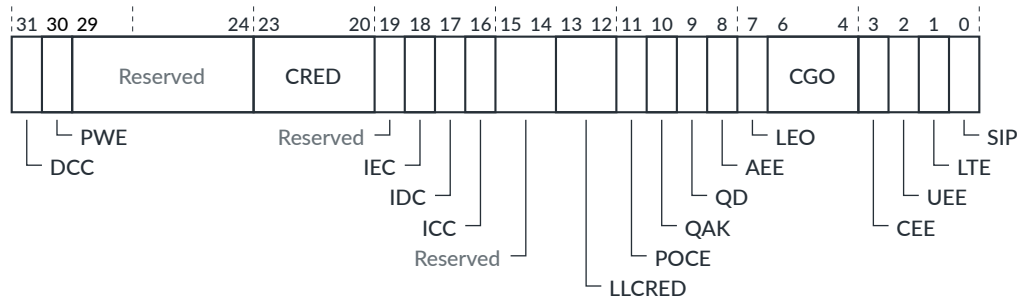 31 30 29 24 23 20 19 18 17 16 15 14 13 12 11 10 9 8 7 6 4 3 2 1 0
Reserved CRED CGO
PWE Reserved LEO SIP
DCC IEC AEE LTE
IDC QD UEE
ICC QAK CEE
Reserved POCE
LLCRED